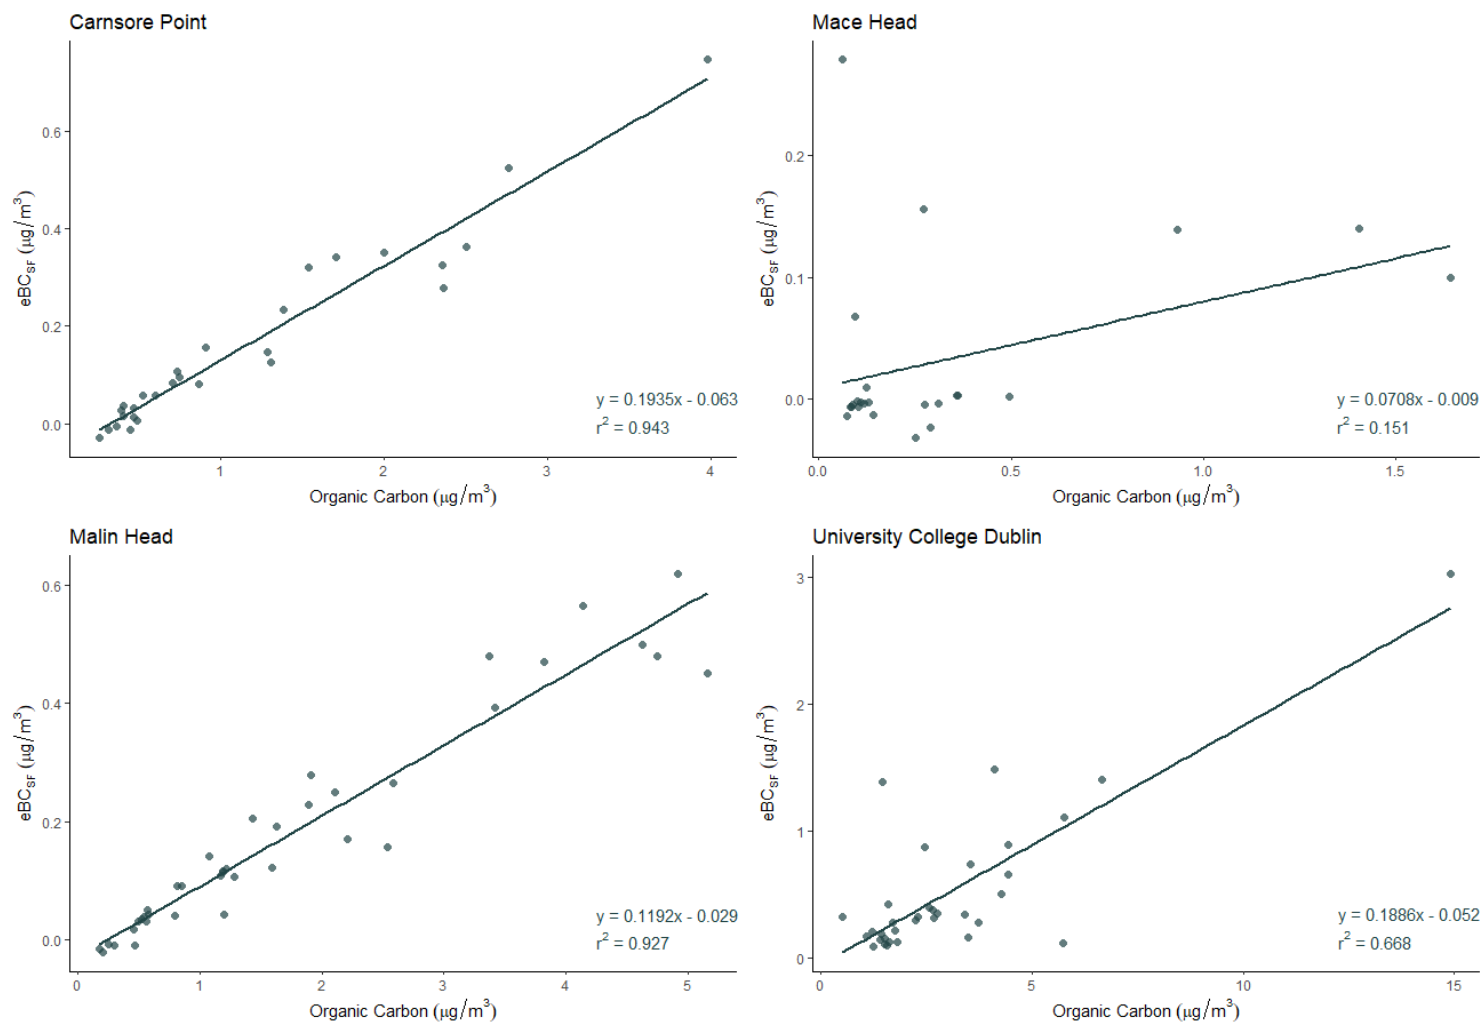 Carnsore Point
0.6
0.4
0.2
0.0
eBC_SF (μg/m³)
y = 0.1935x - 0.063
r² = 0.943
1 2 3 4
Organic Carbon (μg/m³)
Mace Head
0.2
0.1
0.0
eBC_SF (μg/m³)
y = 0.0708x - 0.009
r² = 0.151
0.0 0.5 1.0 1.5
Organic Carbon (μg/m³)
Malin Head
0.6
0.4
0.2
0.0
eBC_SF (μg/m³)
y = 0.1192x - 0.029
r² = 0.927
0 1 2 3 4 5
Organic Carbon (μg/m³)
University College Dublin
3
2
1
0
eBC_SF (μg/m³)
y = 0.1886x - 0.052
r² = 0.668
0 5 10 15
Organic Carbon (μg/m³)